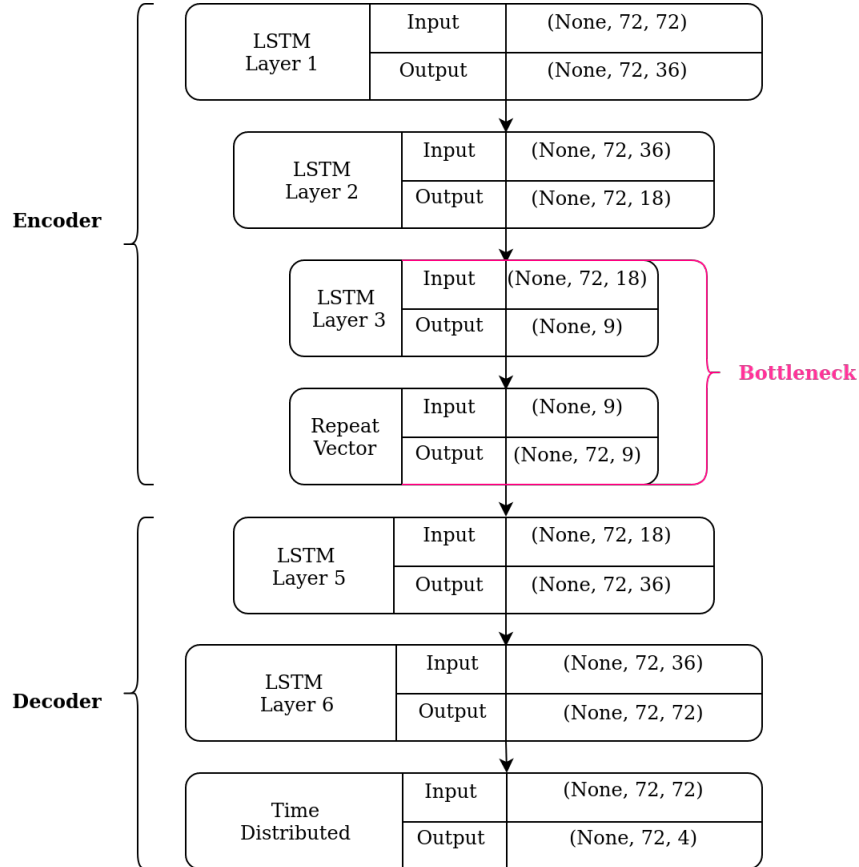 LSTM
Layer 1
Input
(None, 72, 72)
Output
(None, 72, 36)
LSTM
Layer 2
Input
(None, 72, 36)
Output
(None, 72, 18)
Encoder
LSTM
Layer 3
Input
(None, 72, 18)
Output
(None, 9)
Bottleneck
Repeat
Vector
Input
(None, 9)
Output
(None, 72, 9)
LSTM
Layer 5
Input
(None, 72, 18)
Output
(None, 72, 36)
LSTM
Layer 6
Input
(None, 72, 36)
Output
(None, 72, 72)
Decoder
Time
Distributed
Input
(None, 72, 72)
Output
(None, 72, 4)